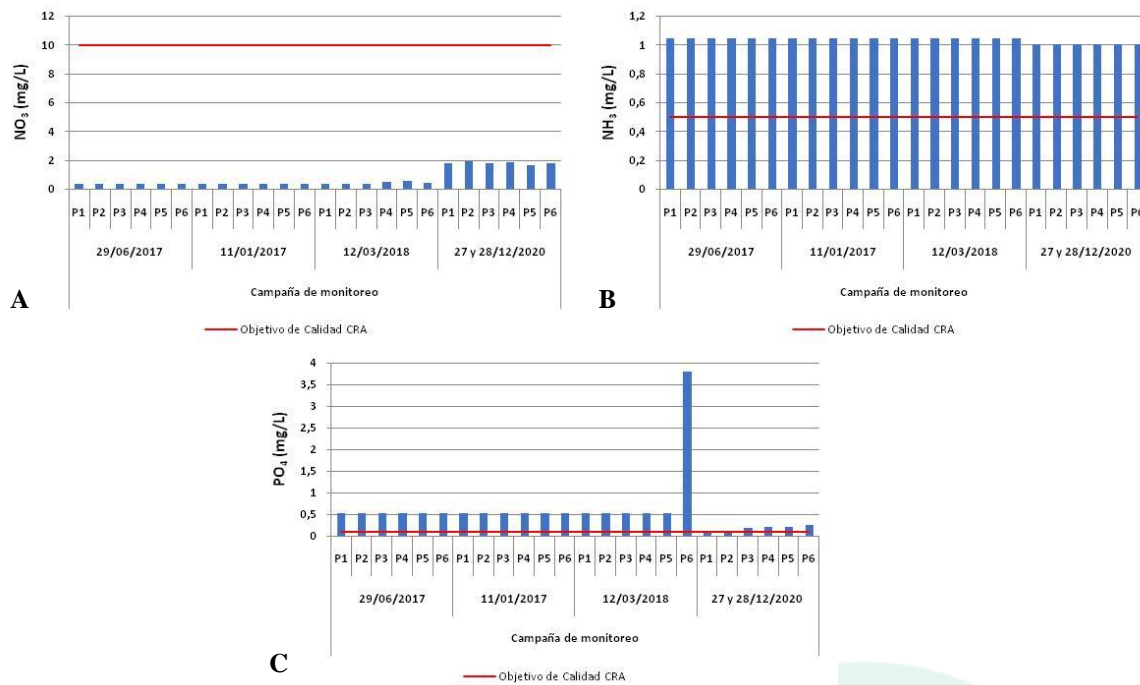 12
10
8
6
4
2
0
NO3 (mg/L)
P1 P2 P3 P4 P5 P6 P1 P2 P3 P4 P5 P6 P1 P2 P3 P4 P5 P6 P1 P2 P3 P4 P5 P6
29/06/2017 11/01/2017 12/03/2018 27 y 28/12/2020
Campaña de monitoreo
A
Objetivo de Calidad CRA
1,2
1
0,8
0,6
0,4
0,2
0
NH3 (mg/L)
P1 P2 P3 P4 P5 P6 P1 P2 P3 P4 P5 P6 P1 P2 P3 P4 P5 P6 P1 P2 P3 P4 P5 P6
29/06/2017 11/01/2017 12/03/2018 27 y 28/12/2020
Campaña de monitoreo
B
Objetivo de Calidad CRA
4
3,5
3
2,5
2
1,5
1
0,5
0
PO4 (mg/L)
P1 P2 P3 P4 P5 P6 P1 P2 P3 P4 P5 P6 P1 P2 P3 P4 P5 P6 P1 P2 P3 P4 P5 P6
29/06/2017 11/01/2017 12/03/2018 27 y 28/12/2020
Campaña de monitoreo
C
Objetivo de Calidad CRA